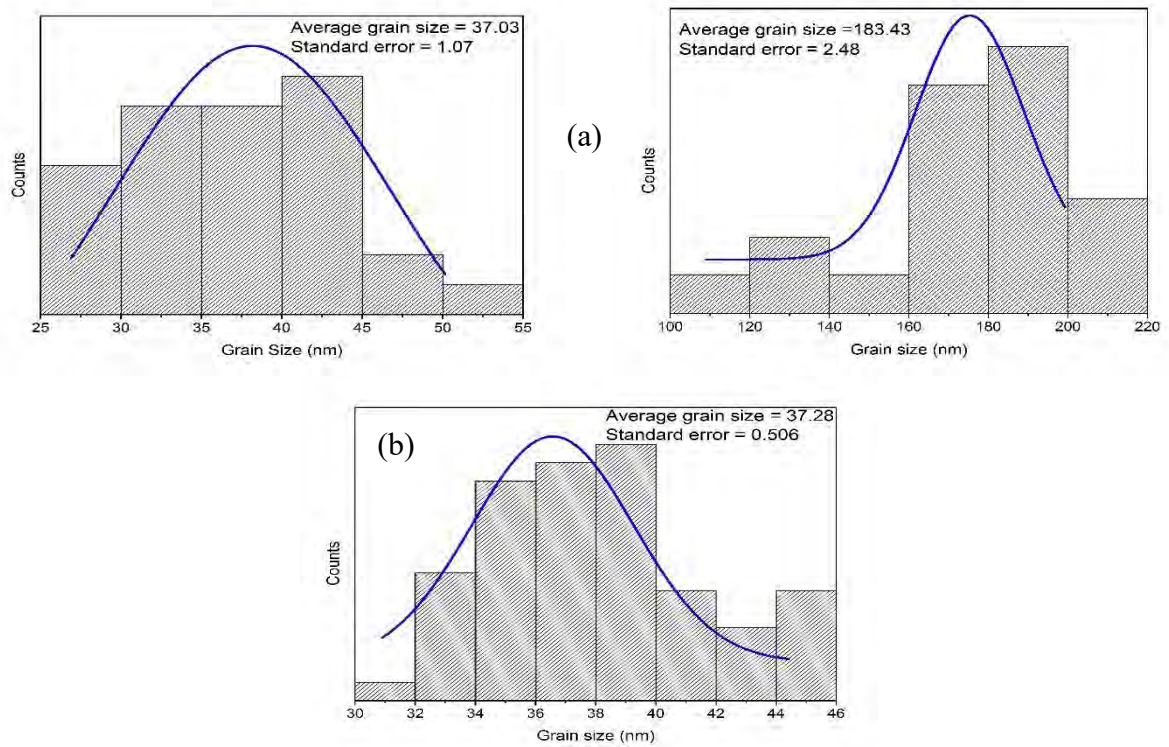 Average grain size = 37.03
Standard error = 1.07
Counts
25 30 35 40 45 50 55
Grain Size (nm)
(a)
Average grain size =183.43
Standard error = 2.48
Counts
100 120 140 160 180 200 220
Grain size (nm)
(b)
Average grain size = 37.28
Standard error = 0.506
Counts
30 32 34 36 38 40 42 44 46
Grain size (nm)